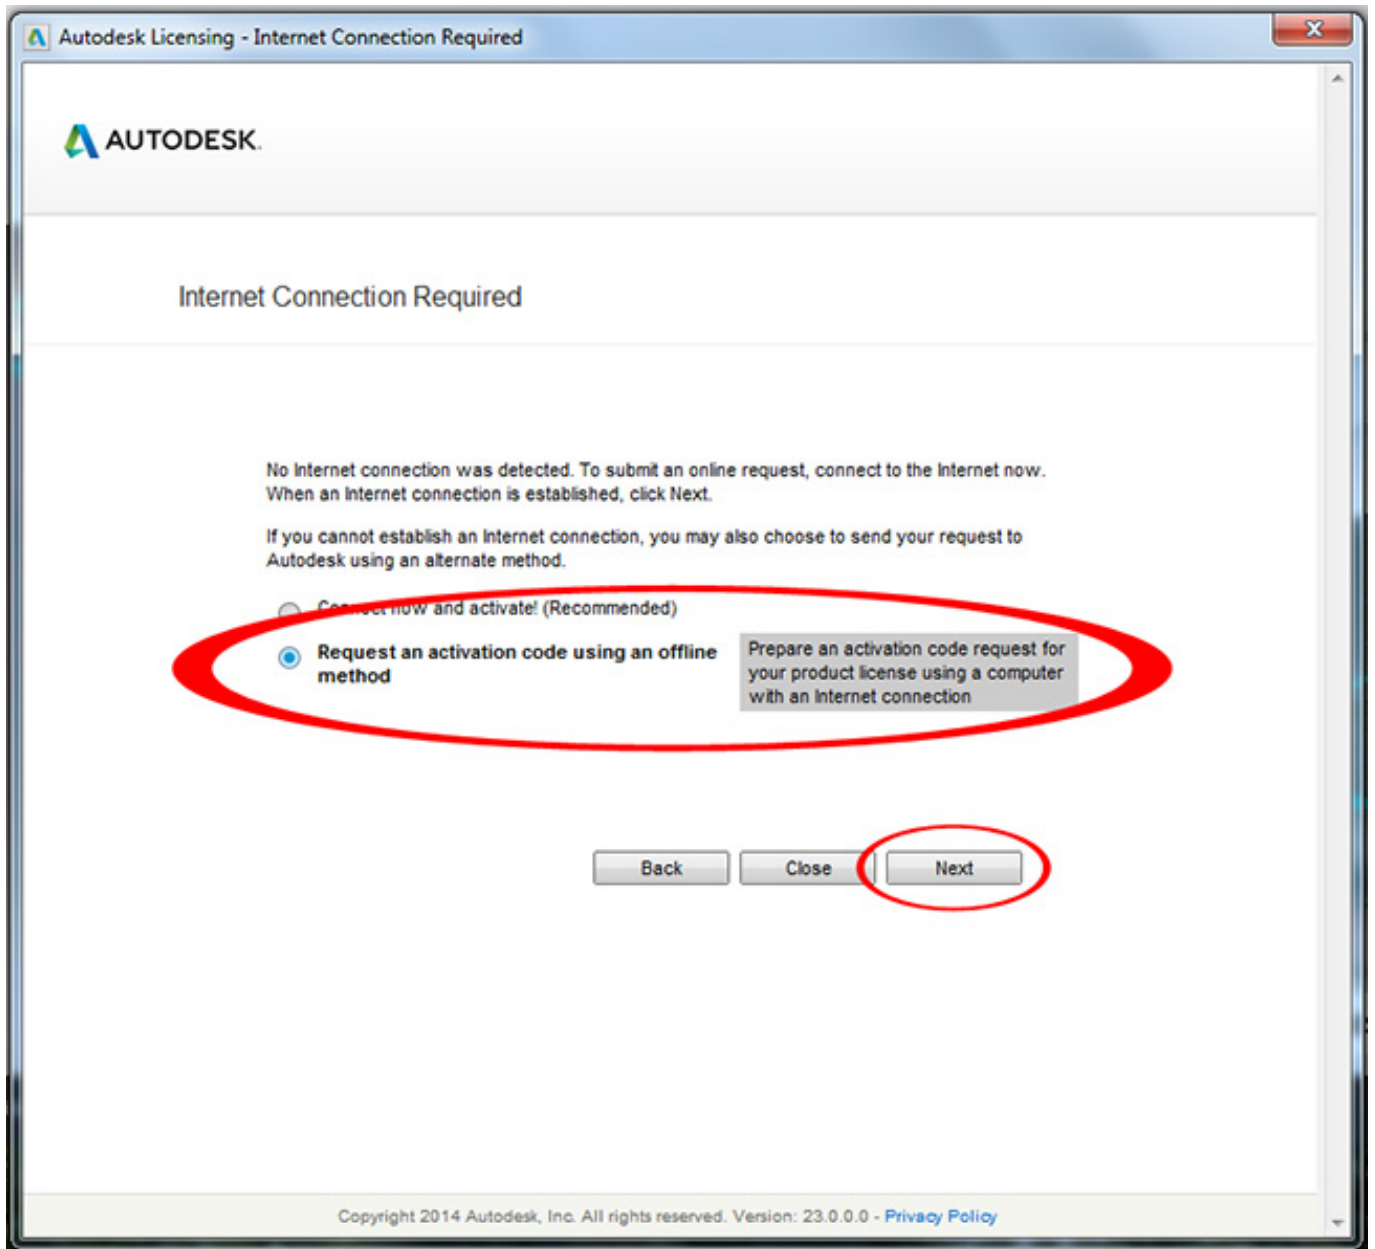 Autodesk Licensing - Internet Connection Required
AUTODESK.
Internet Connection Required
No Internet connection was detected. To submit an online request, connect to the Internet now.
When an Internet connection is established, click Next.
If you cannot establish an Internet connection, you may also choose to send your request to
Autodesk using an alternate method.
Connect now and activate! (Recommended)
Request an activation code using an offline
method
Prepare an activation code request for
your product license using a computer
with an Internet connection
Back
Close
Next
Copyright 2014 Autodesk, Inc. All rights reserved. Version: 23.0.0.0 - Privacy Policy